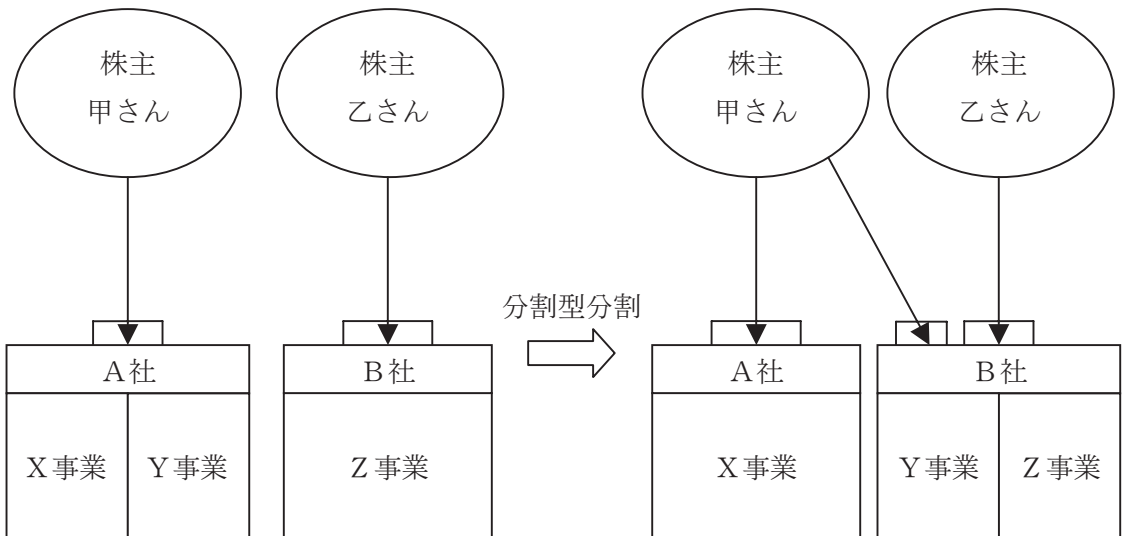 株主
甲さん
株主
乙さん
株主
甲さん
株主
乙さん
分割型分割
A社
B社
A社
B社
X事業
Y事業
Z事業
X事業
Y事業
Z事業